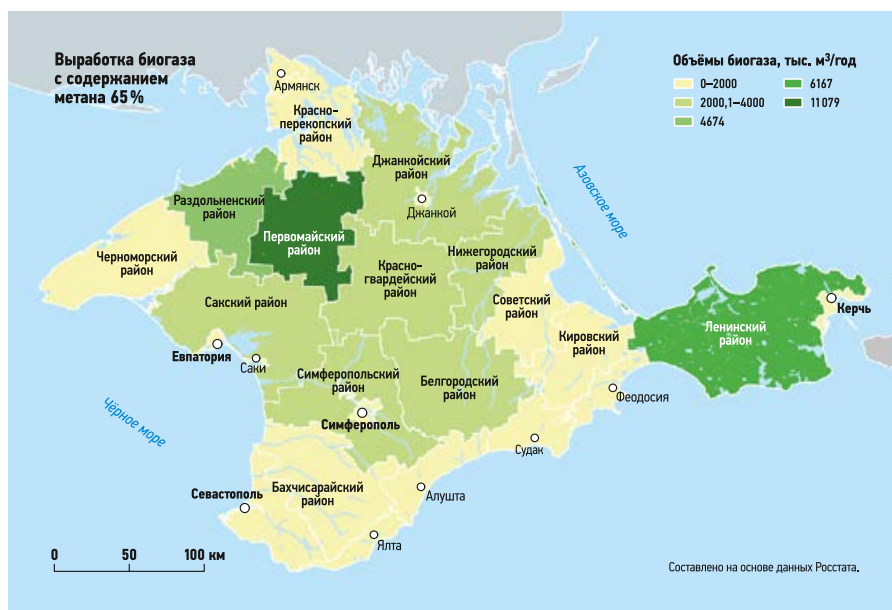 Выработка биогаза
с содержанием
метана 65 %
Объёмы биогаза, тыс. м³/год
0–2000
2000,1–4000
4674
6167
11 079
Армянск
Красно-
перекопский
район
Джанкойский
район
Джанкой
Раздольненский
район
Первомайский
район
Черноморский
район
Красно-
гвардейский
район
Нижегородский
район
Азовское море
Сакский район
Советский
район
Кировский
район
Ленинский
район
Керчь
Евпатория
Саки
Симферопольский
район
Белгородский
район
Феодосия
Симферополь
Чёрное море
Судак
Бахчисарайский
район
Севастополь
Алушта
Ялта
0 50 100 км
Составлено на основе данных Росстата.